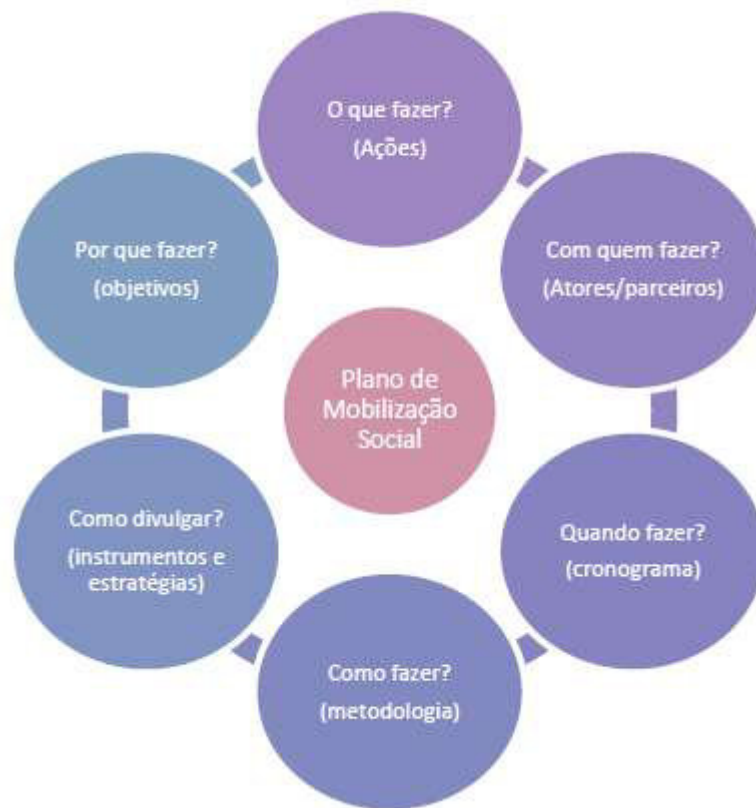 O que fazer?
(Ações)
Com quem fazer?
(Atores/parceiros)
Quando fazer?
(cronograma)
Como fazer?
(metodologia)
Como divulgar?
(instrumentos e
estratégias)
Por que fazer?
(objetivos)
Plano de
Mobilização
Social